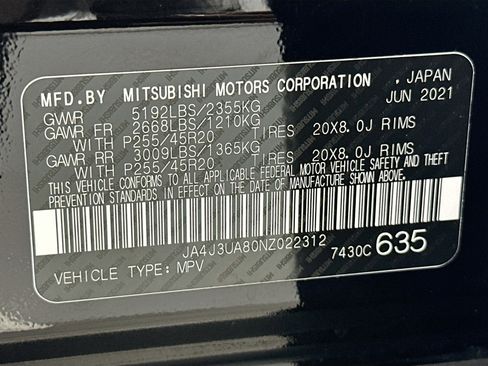 MFD.BY MITSUBISHI MOTORS CORPORATION . JAPAN
GVWR 5192LBS/2355KG JUN 2021
GAWR FR 2668LBS/1210KG
WITH P255/45R20 TIRES 20X8.0J RIMS
GAWR RR 3009LBS/1365KG
WITH P255/45R20 TIRES 20X8.0J RIMS
THIS VEHICLE CONFORMS TO ALL APPLICABLE FEDERAL MOTOR VEHICLE SAFETY AND THEFT
PREVENTION STANDARDS IN EFFECT ON THE DATE OF MANUFACTURE SHOWN ABOVE.
JA4J3UA80NZ022312
VEHICLE TYPE: MPV 7430C 635